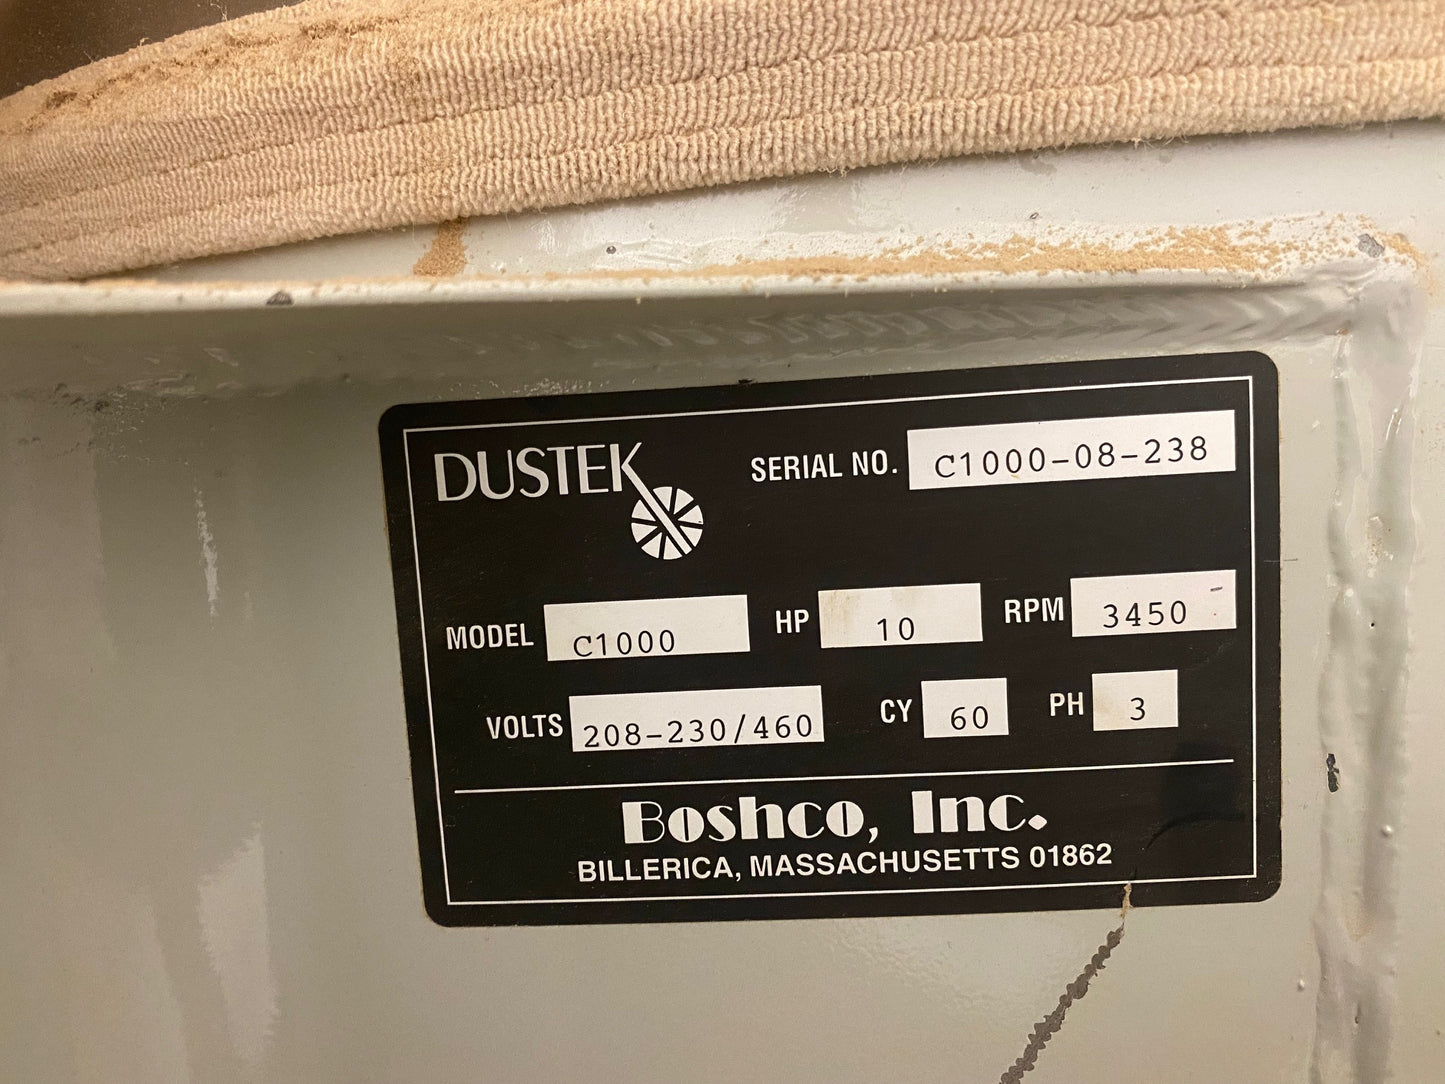 DUSTEK SERIAL NO. C1000-08-238
MODEL C1000 HP 10 RPM 3450
VOLTS 208-230/460 CY 60 PH 3
Boshco, Inc.
BILLERICA, MASSACHUSETTS 01862